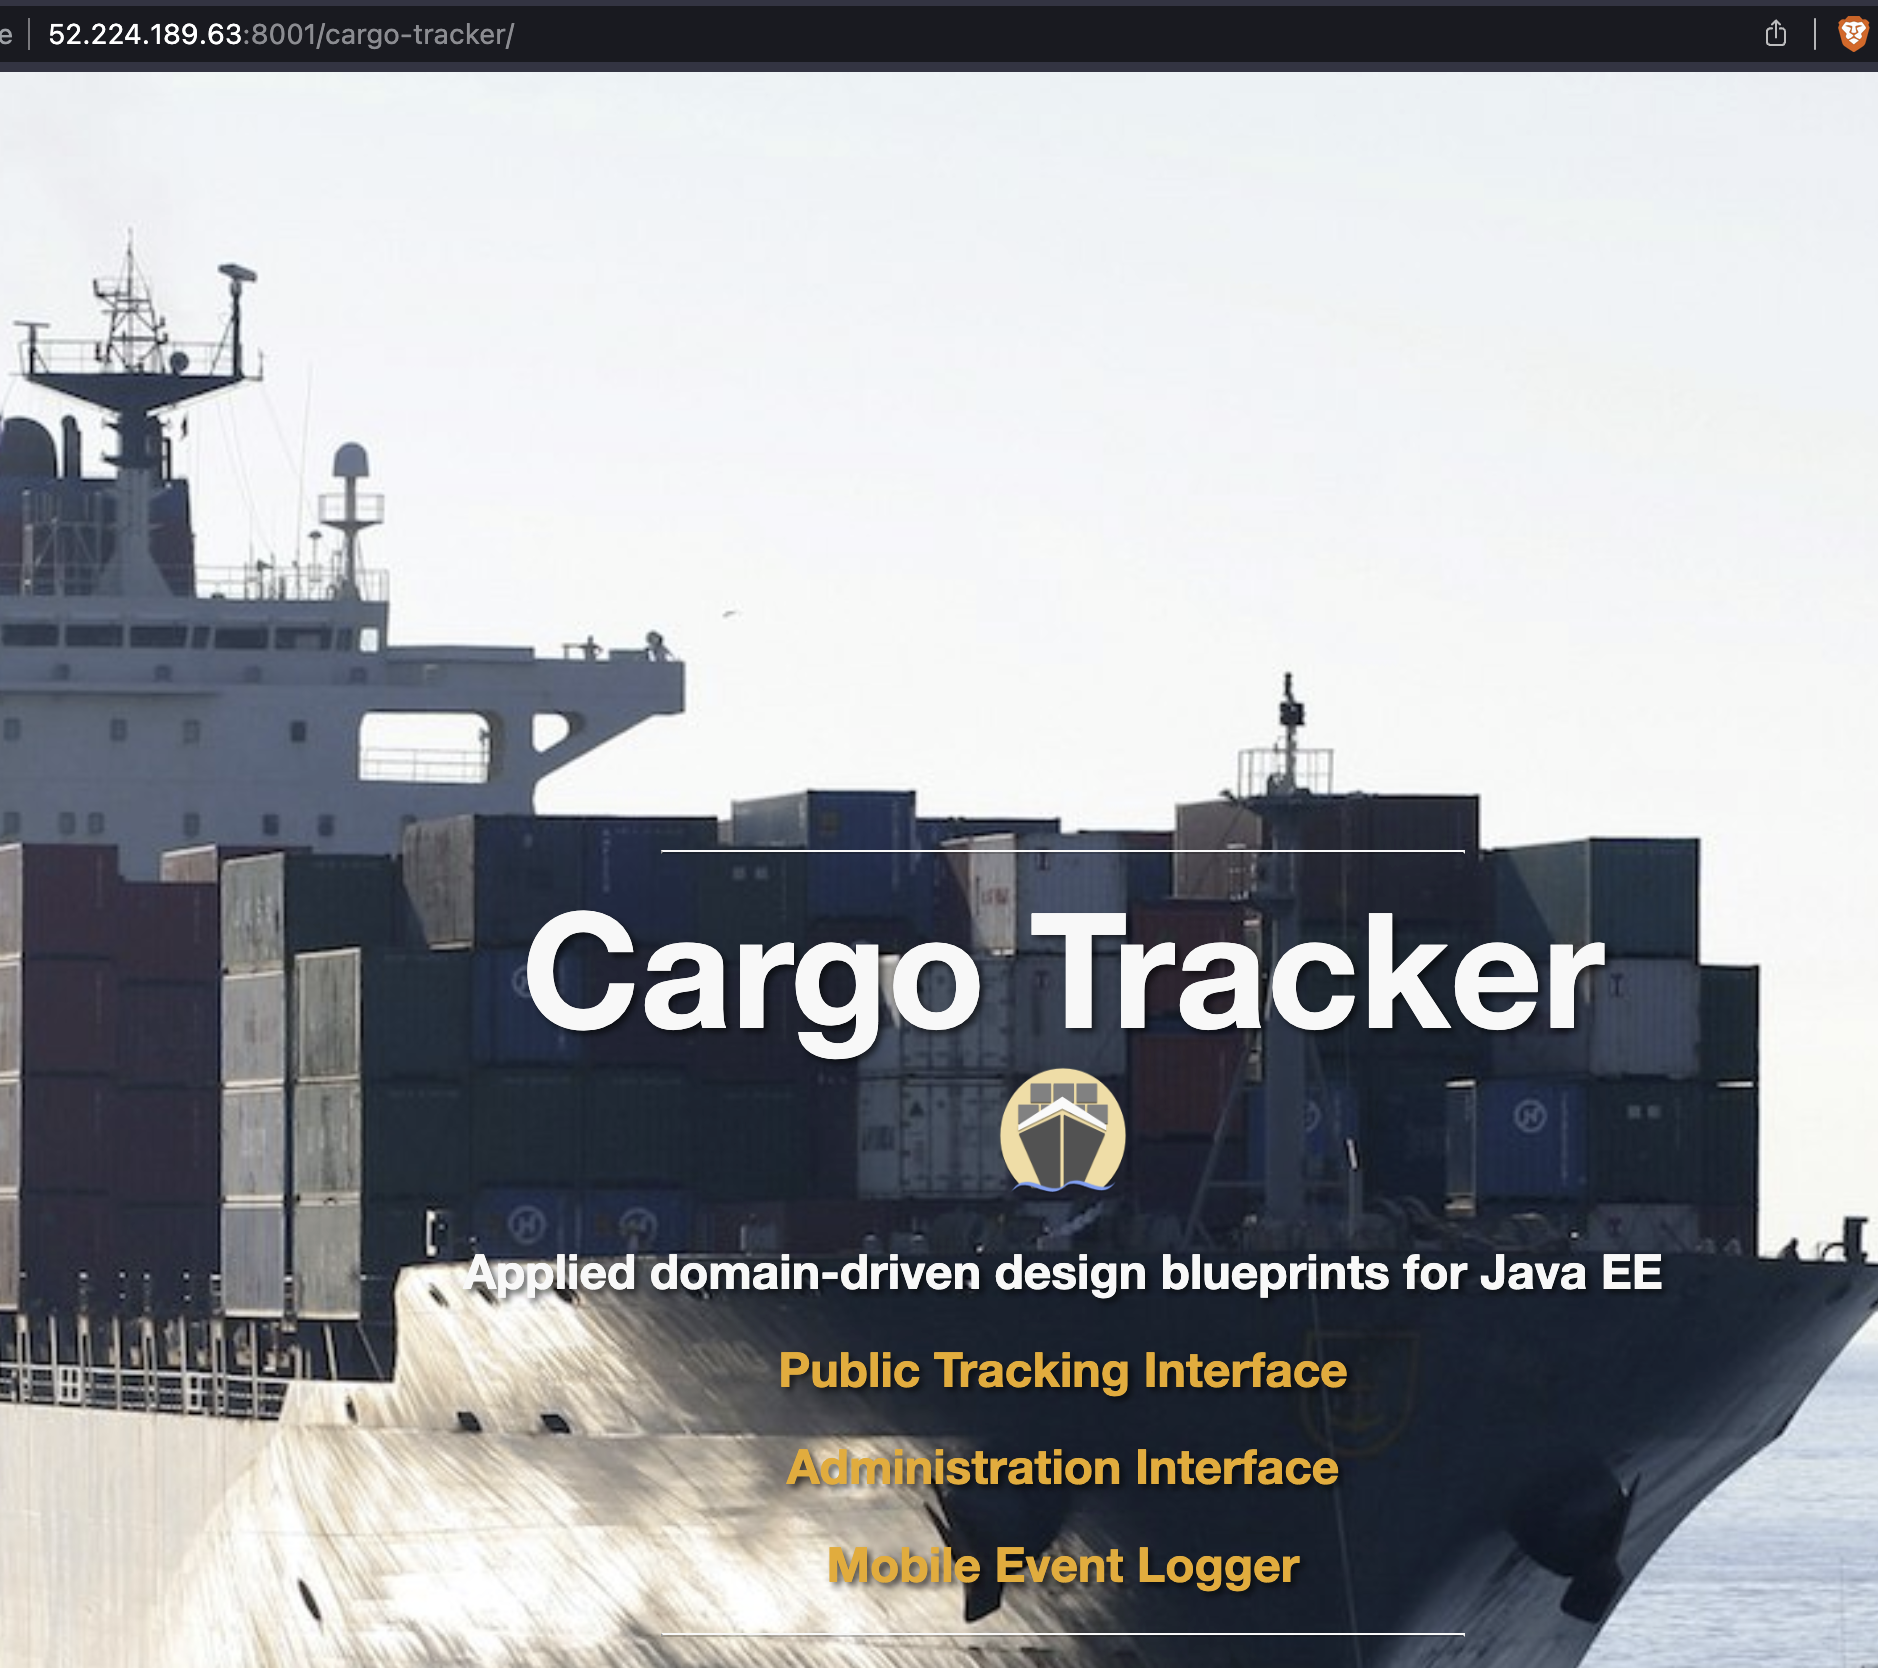 e 52.224.189.63:8001/cargo-tracker/
Cargo Tracker
Applied domain-driven design blueprints for Java EE
Public Tracking Interface
Administration Interface
Mobile Event Logger